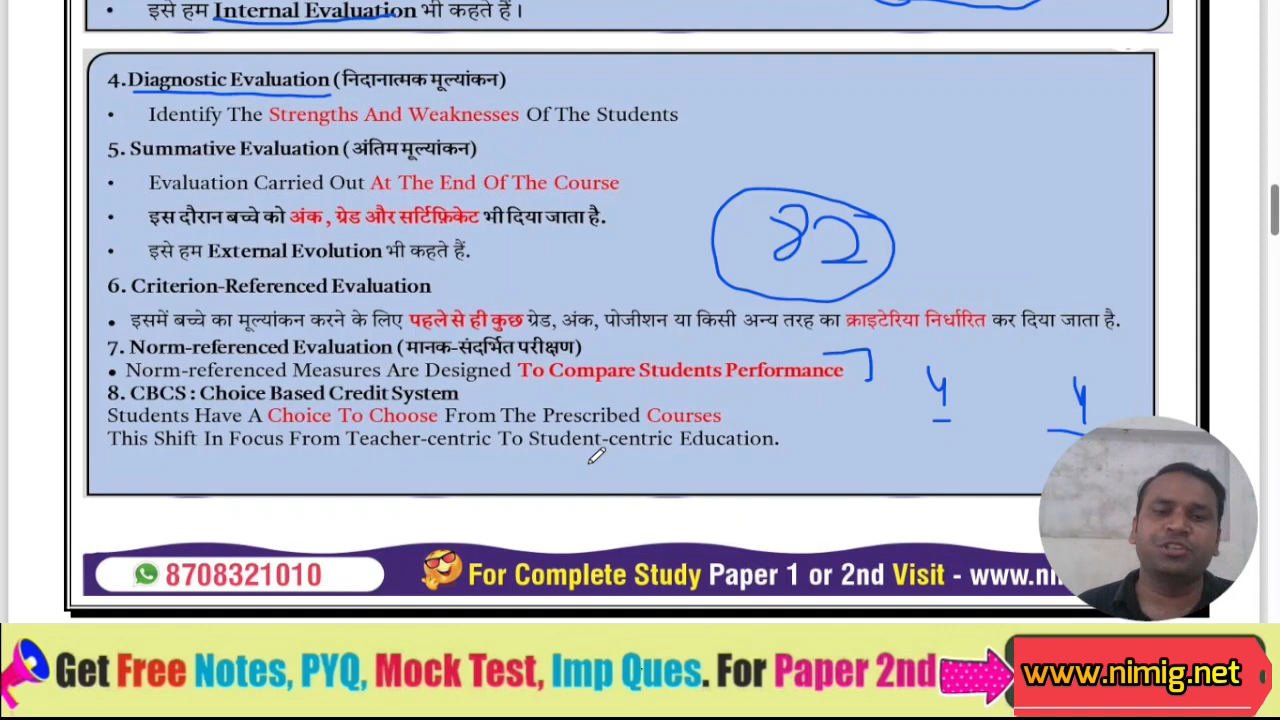 • इसे हम Internal Evaluation भी कहते हैं।
4.Diagnostic Evaluation (निदानात्मक मूल्यांकन)
• Identify The Strengths And Weaknesses Of The Students
5. Summative Evaluation (अंतिम मूल्यांकन)
• Evaluation Carried Out At The End Of The Course
• इस दौरान बच्चे को अंक, ग्रेड और सर्टिफ़िकेट भी दिया जाता है.
• इसे हम External Evolution भी कहते हैं.
82
6. Criterion-Referenced Evaluation
• इसमें बच्चे का मूल्यांकन करने के लिए पहले से ही कुछ ग्रेड, अंक, पोजीशन या किसी अन्य तरह का क्राइटेरिया निर्धारित कर दिया जाता है.
7. Norm-referenced Evaluation (मानक-संदर्भित परीक्षण)
• Norm-referenced Measures Are Designed To Compare Students Performance
8. CBCS : Choice Based Credit System
Students Have A Choice To Choose From The Prescribed Courses
This Shift In Focus From Teacher-centric To Student-centric Education.
8708321010
For Complete Study Paper 1 or 2nd Visit - www.
Get Free Notes, PYQ, Mock Test, Imp Ques. For Paper 2nd
www.nimig.net